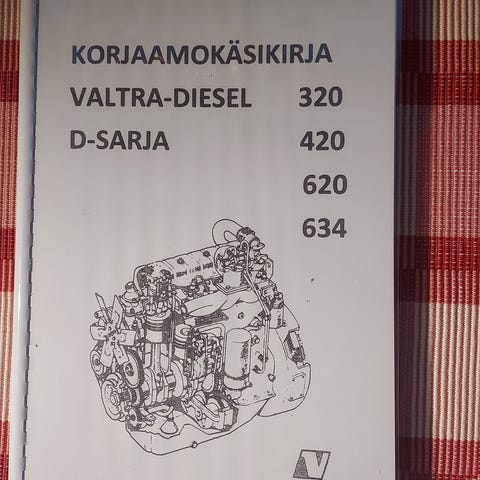 KORJAAMOKÄSIKIRJA
VALTRA-DIESEL 320
D-SARJA 420
620
634
V